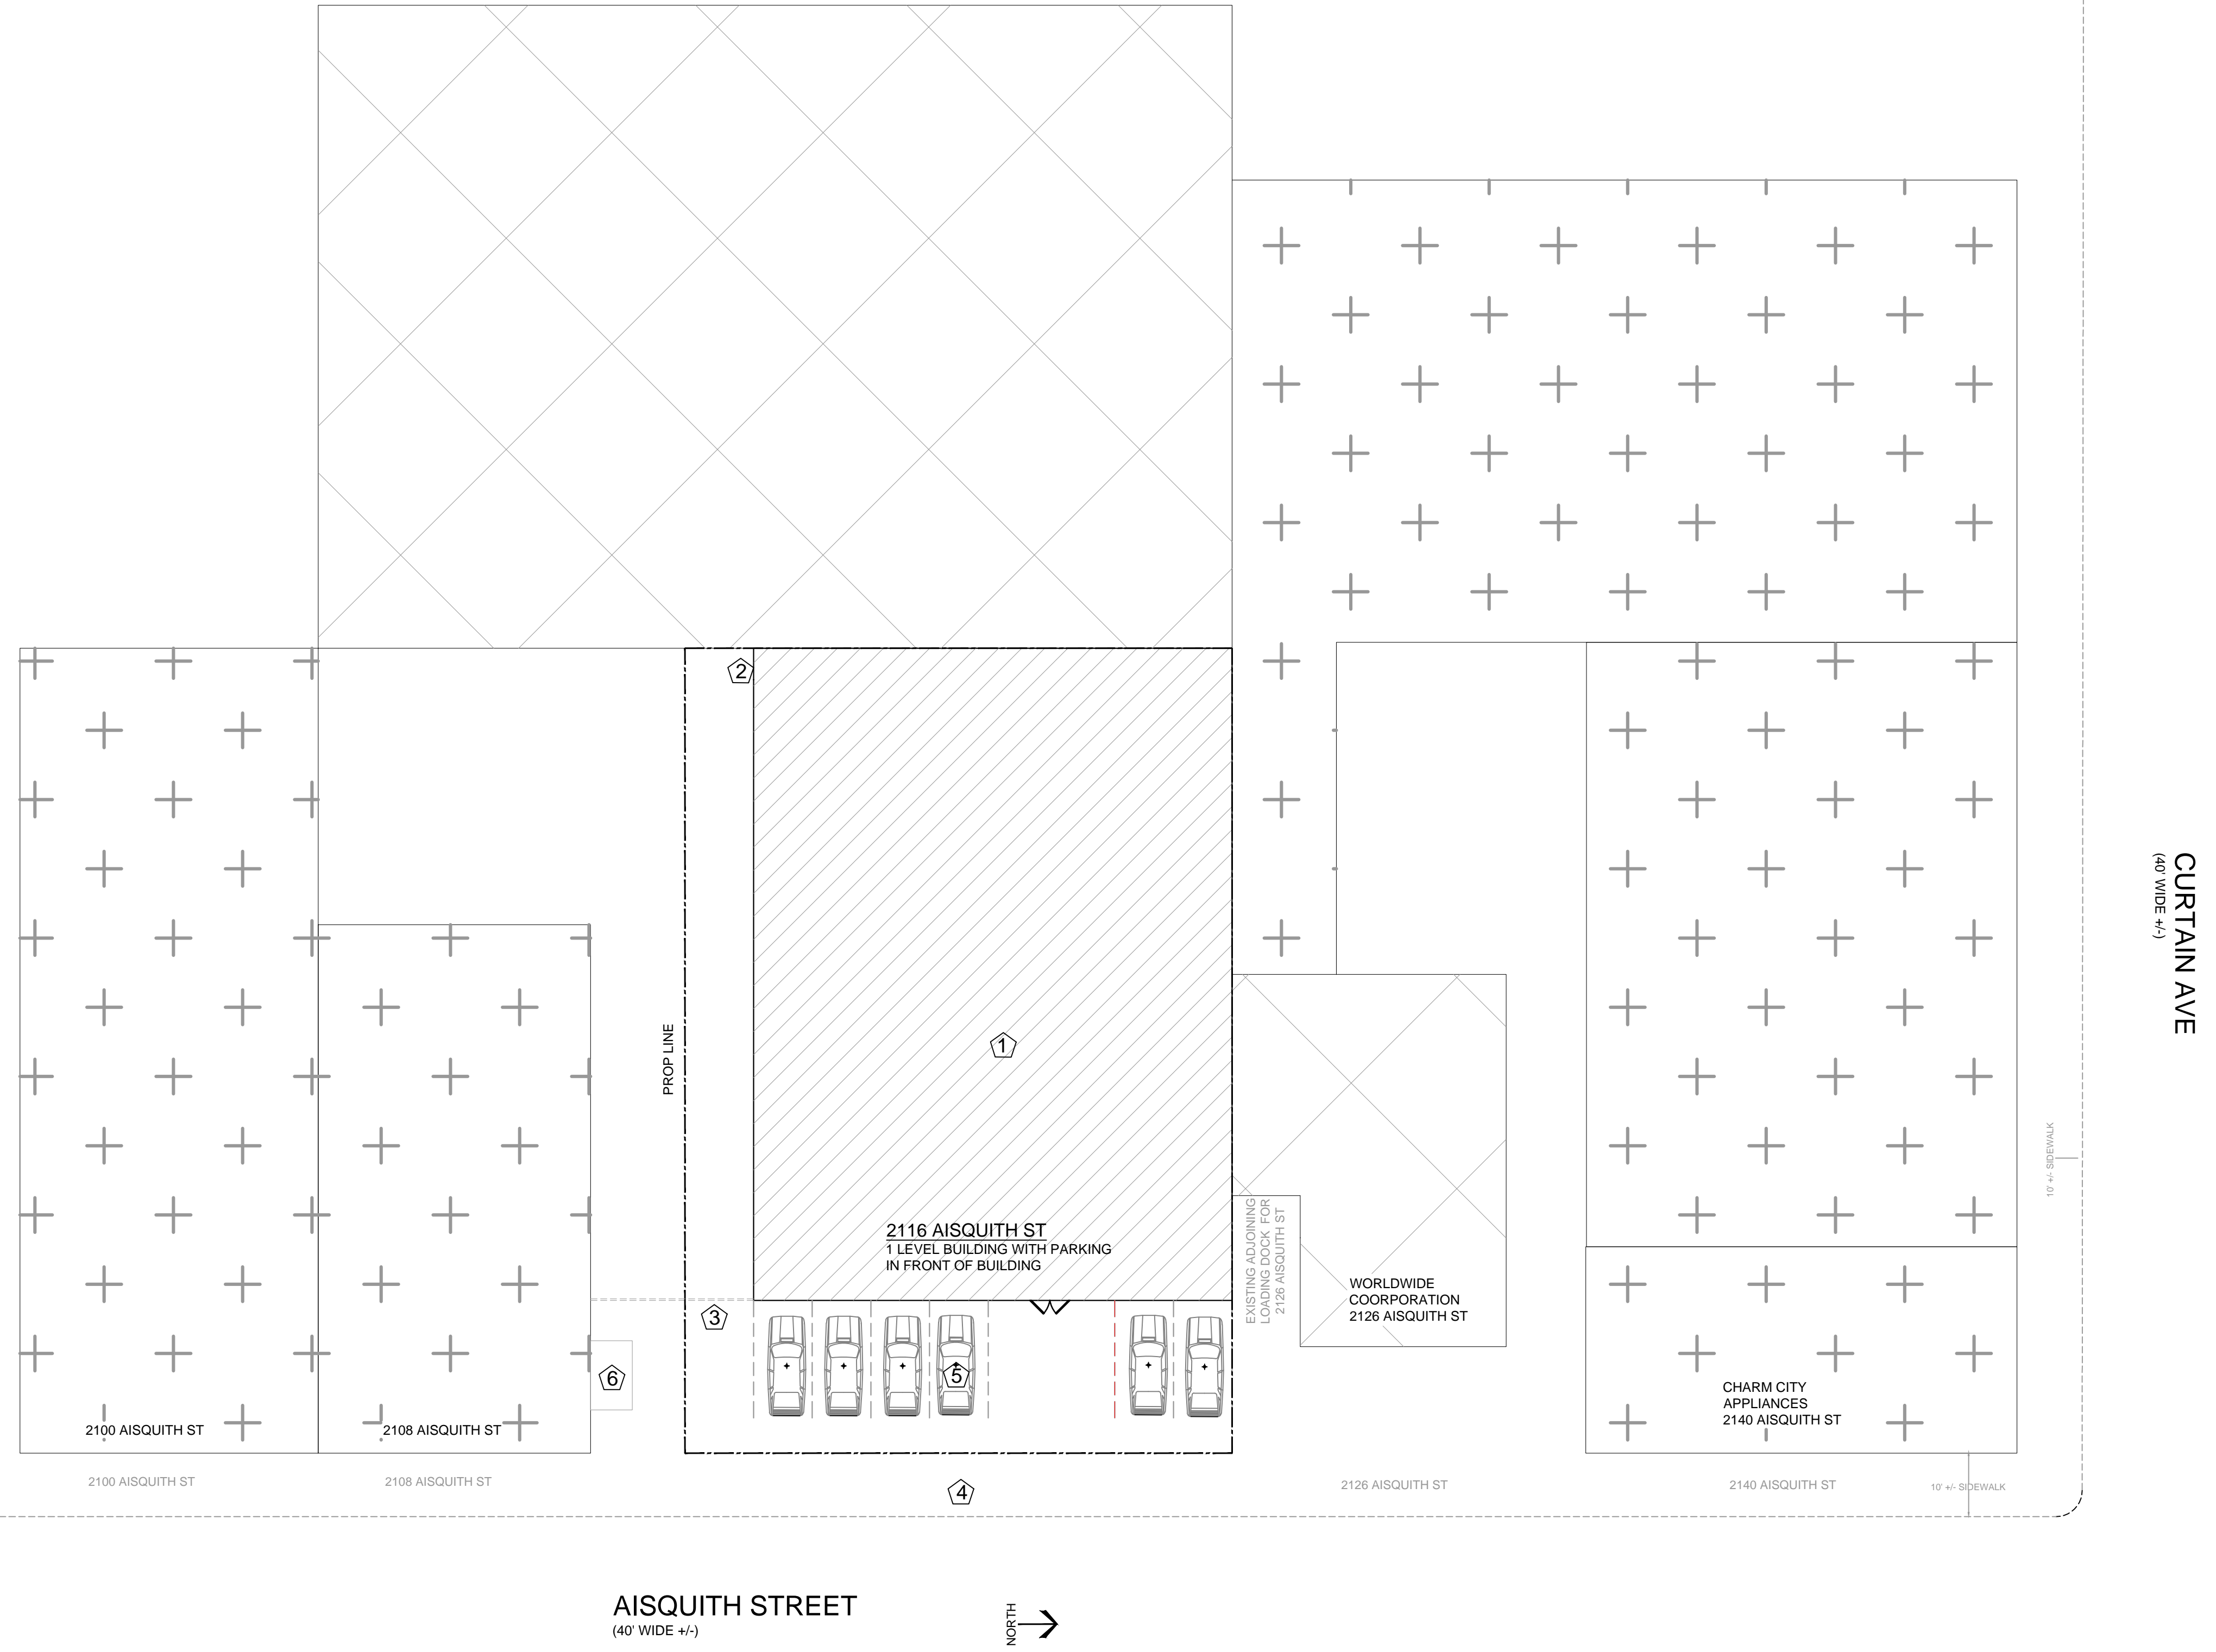 2
CURTAIN AVE
(40' WIDE +/-)
PROP LINE
1
10' +/- SIDEWALK
2116 AISQUITH ST
1 LEVEL BUILDING WITH PARKING
IN FRONT OF BUILDING
EXISTING ADJOINING
LOADING DOCK FOR
2126 AISQUITH ST
WORLDWIDE
COORPORATION
2126 AISQUITH ST
3
6
5
CHARM CITY
APPLIANCES
2140 AISQUITH ST
2100 AISQUITH ST
2108 AISQUITH ST
2100 AISQUITH ST
2108 AISQUITH ST
4
2126 AISQUITH ST
2140 AISQUITH ST
10' +/- SIDEWALK
AISQUITH STREET
(40' WIDE +/-)
NORTH